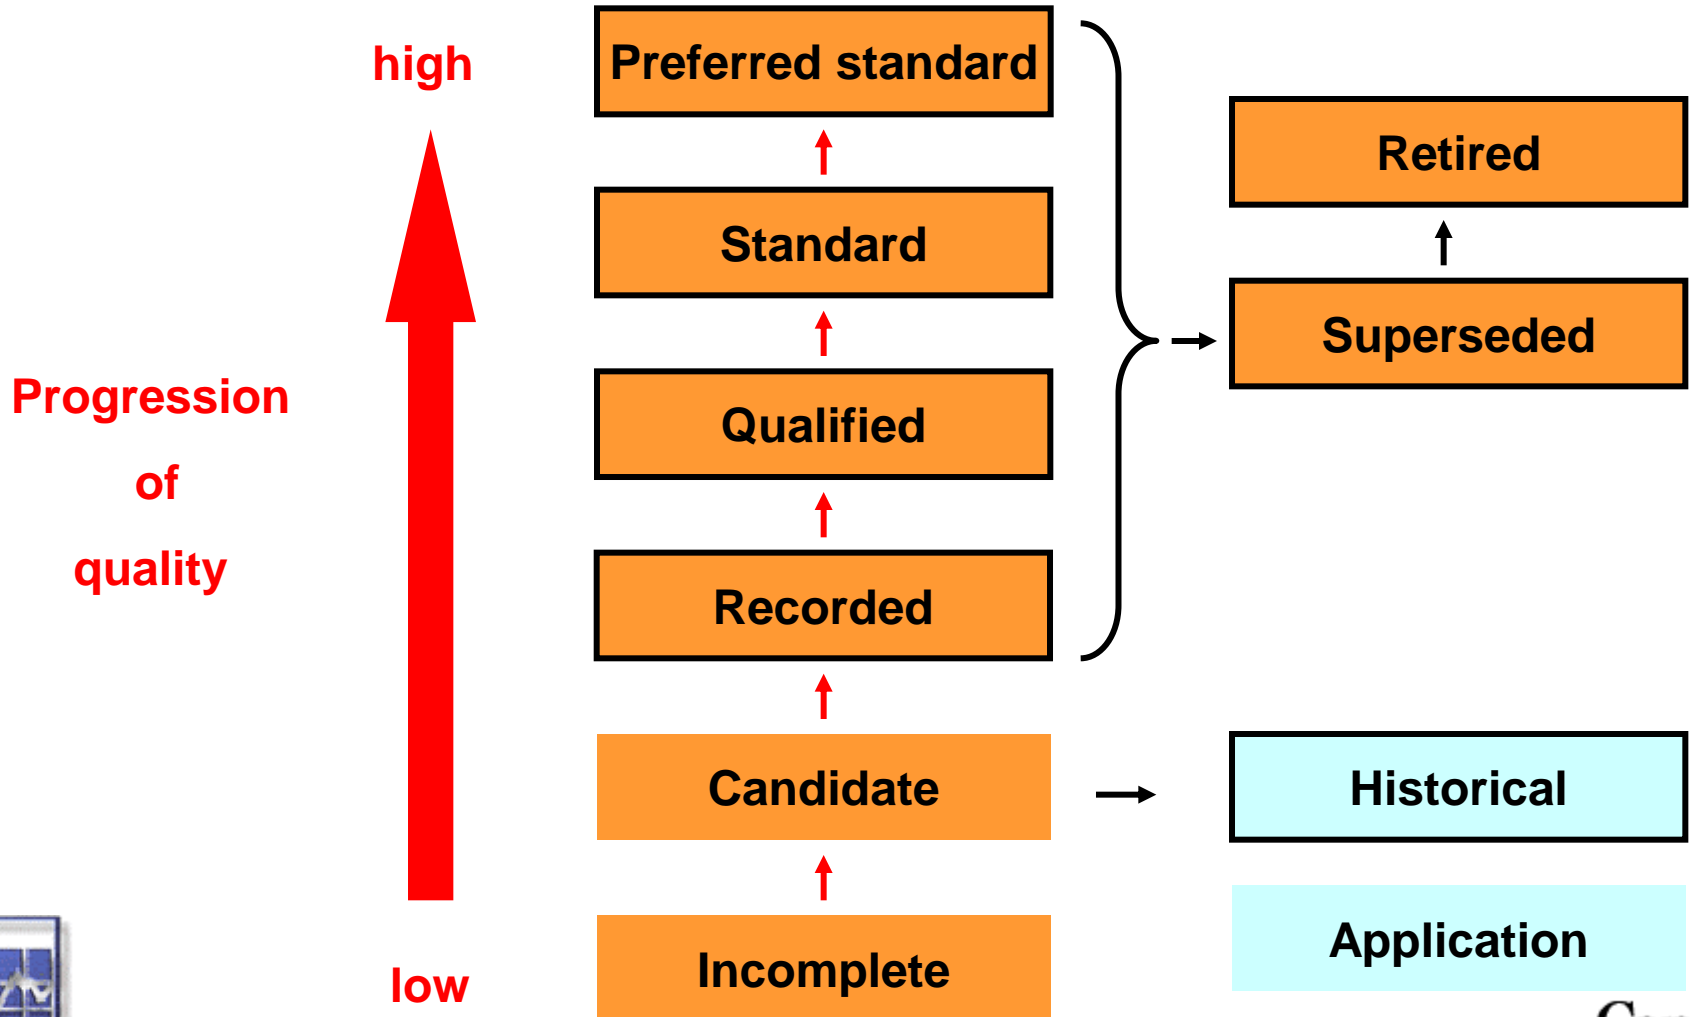 high
Preferred standard
Retired
Standard
Superseded
Progression
of
quality
Qualified
Recorded
Candidate
Historical
Application
Incomplete
low